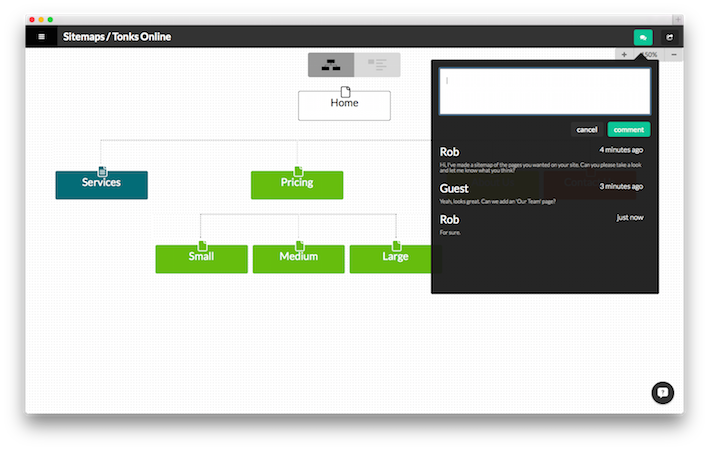 Sitemaps / Tonks Online
50%
Home
cancel
comment
Rob
4 minutes ago
Hi, I've made a sitemap of the pages you wanted on your site. Can you please take a look
and let me know what you think?
Services
Pricing
Guest
3 minutes ago
Yeah, looks great. Can we add an 'Our Team' page?
Rob
Just now
For sure.
Small
Medium
Large